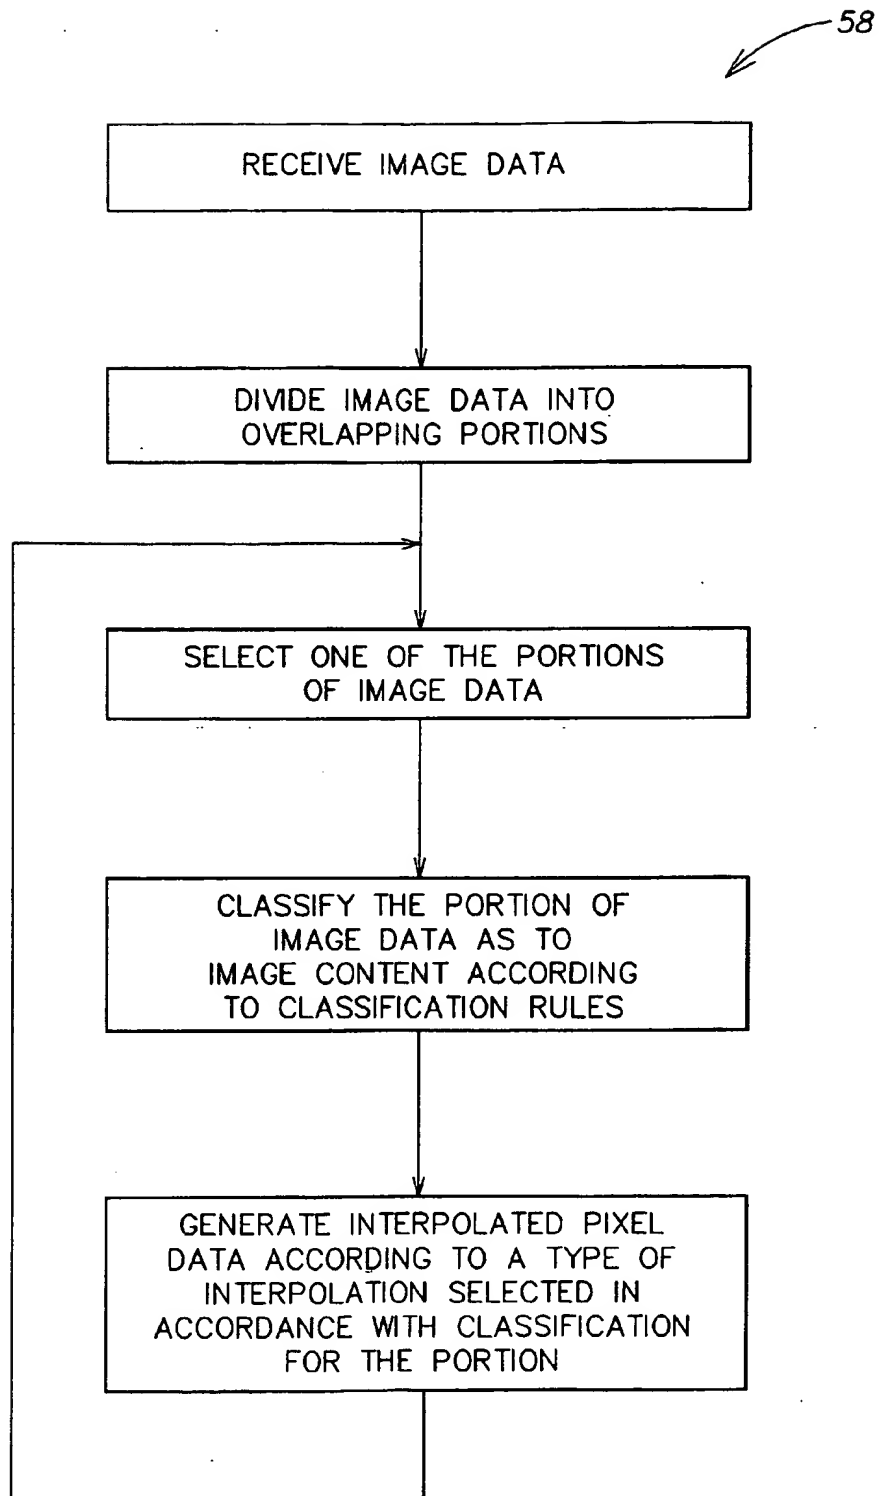 58
RECEIVE IMAGE DATA
DIVIDE IMAGE DATA INTO
OVERLAPPING PORTIONS
SELECT ONE OF THE PORTIONS
OF IMAGE DATA
CLASSIFY THE PORTION OF
IMAGE DATA AS TO
IMAGE CONTENT ACCORDING
TO CLASSIFICATION RULES
GENERATE INTERPOLATED PIXEL
DATA ACCORDING TO A TYPE OF
INTERPOLATION SELECTED IN
ACCORDANCE WITH CLASSIFICATION
FOR THE PORTION